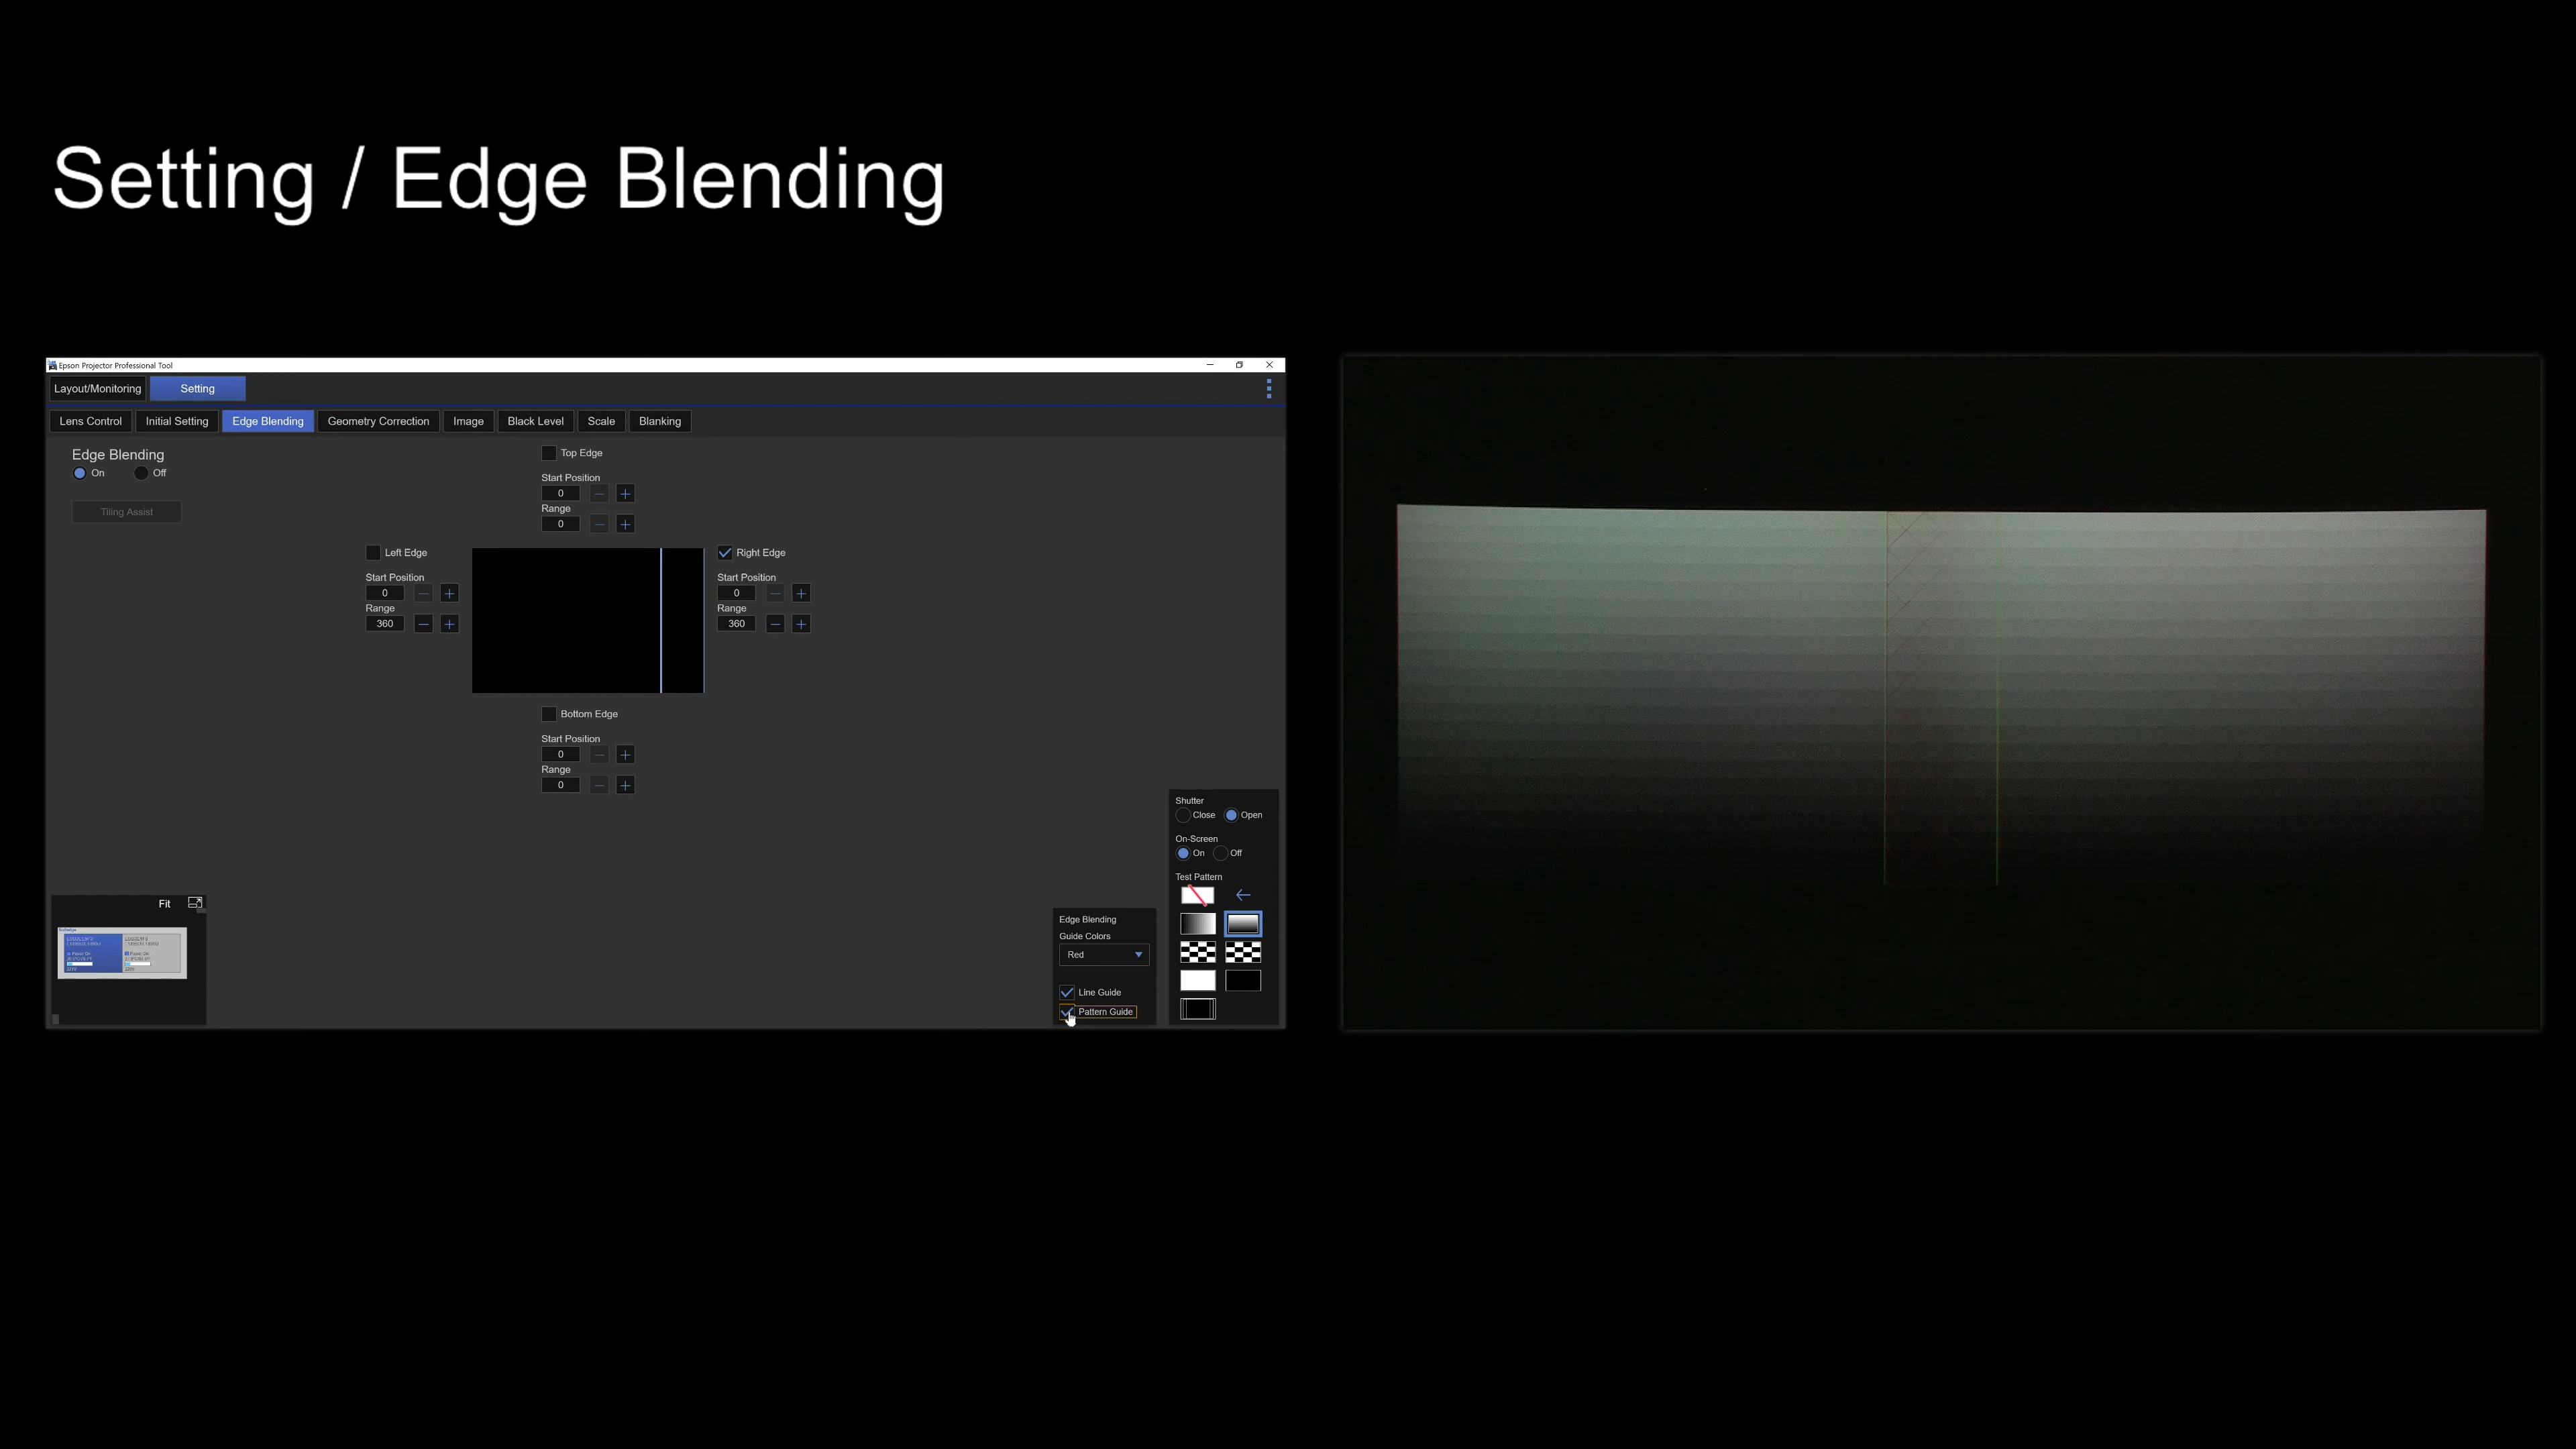 Setting / Edge Blending
Epson Projector Professional Tool
Layout/Monitoring
Setting
Lens Control
Initial Setting
Edge Blending
Geometry Correction
Image
Black Level
Scale
Blanking
Edge Blending
On
Off
Tiling Assist
Top Edge
Start Position
0
Range
0
Left Edge
Start Position
0
Range
360
Right Edge
Start Position
0
Range
360
Bottom Edge
Start Position
0
Range
0
Shutter
Close
Open
On-Screen
On
Off
Test Pattern
Fit
Edge Blending
Guide Colors
Red
Line Guide
Pattern Guide